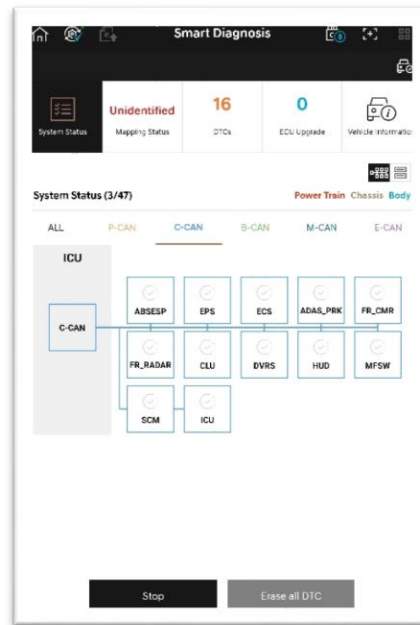 Smart Diagnosis
Unidentified 16 0
System Status Mapping Status DTCs ECU Upgrade Vehicle Informatio
System Status (3/47) Power Train Chassis Body
ALL P-CAN C-CAN B-CAN M-CAN E-CAN
ICU
C-CAN
ABSESP EPS ECS ADAS_PRK FR_CMR
FR_RADAR CLU DVRS HUD MFSW
SCM ICU
Stop Erase all DTC